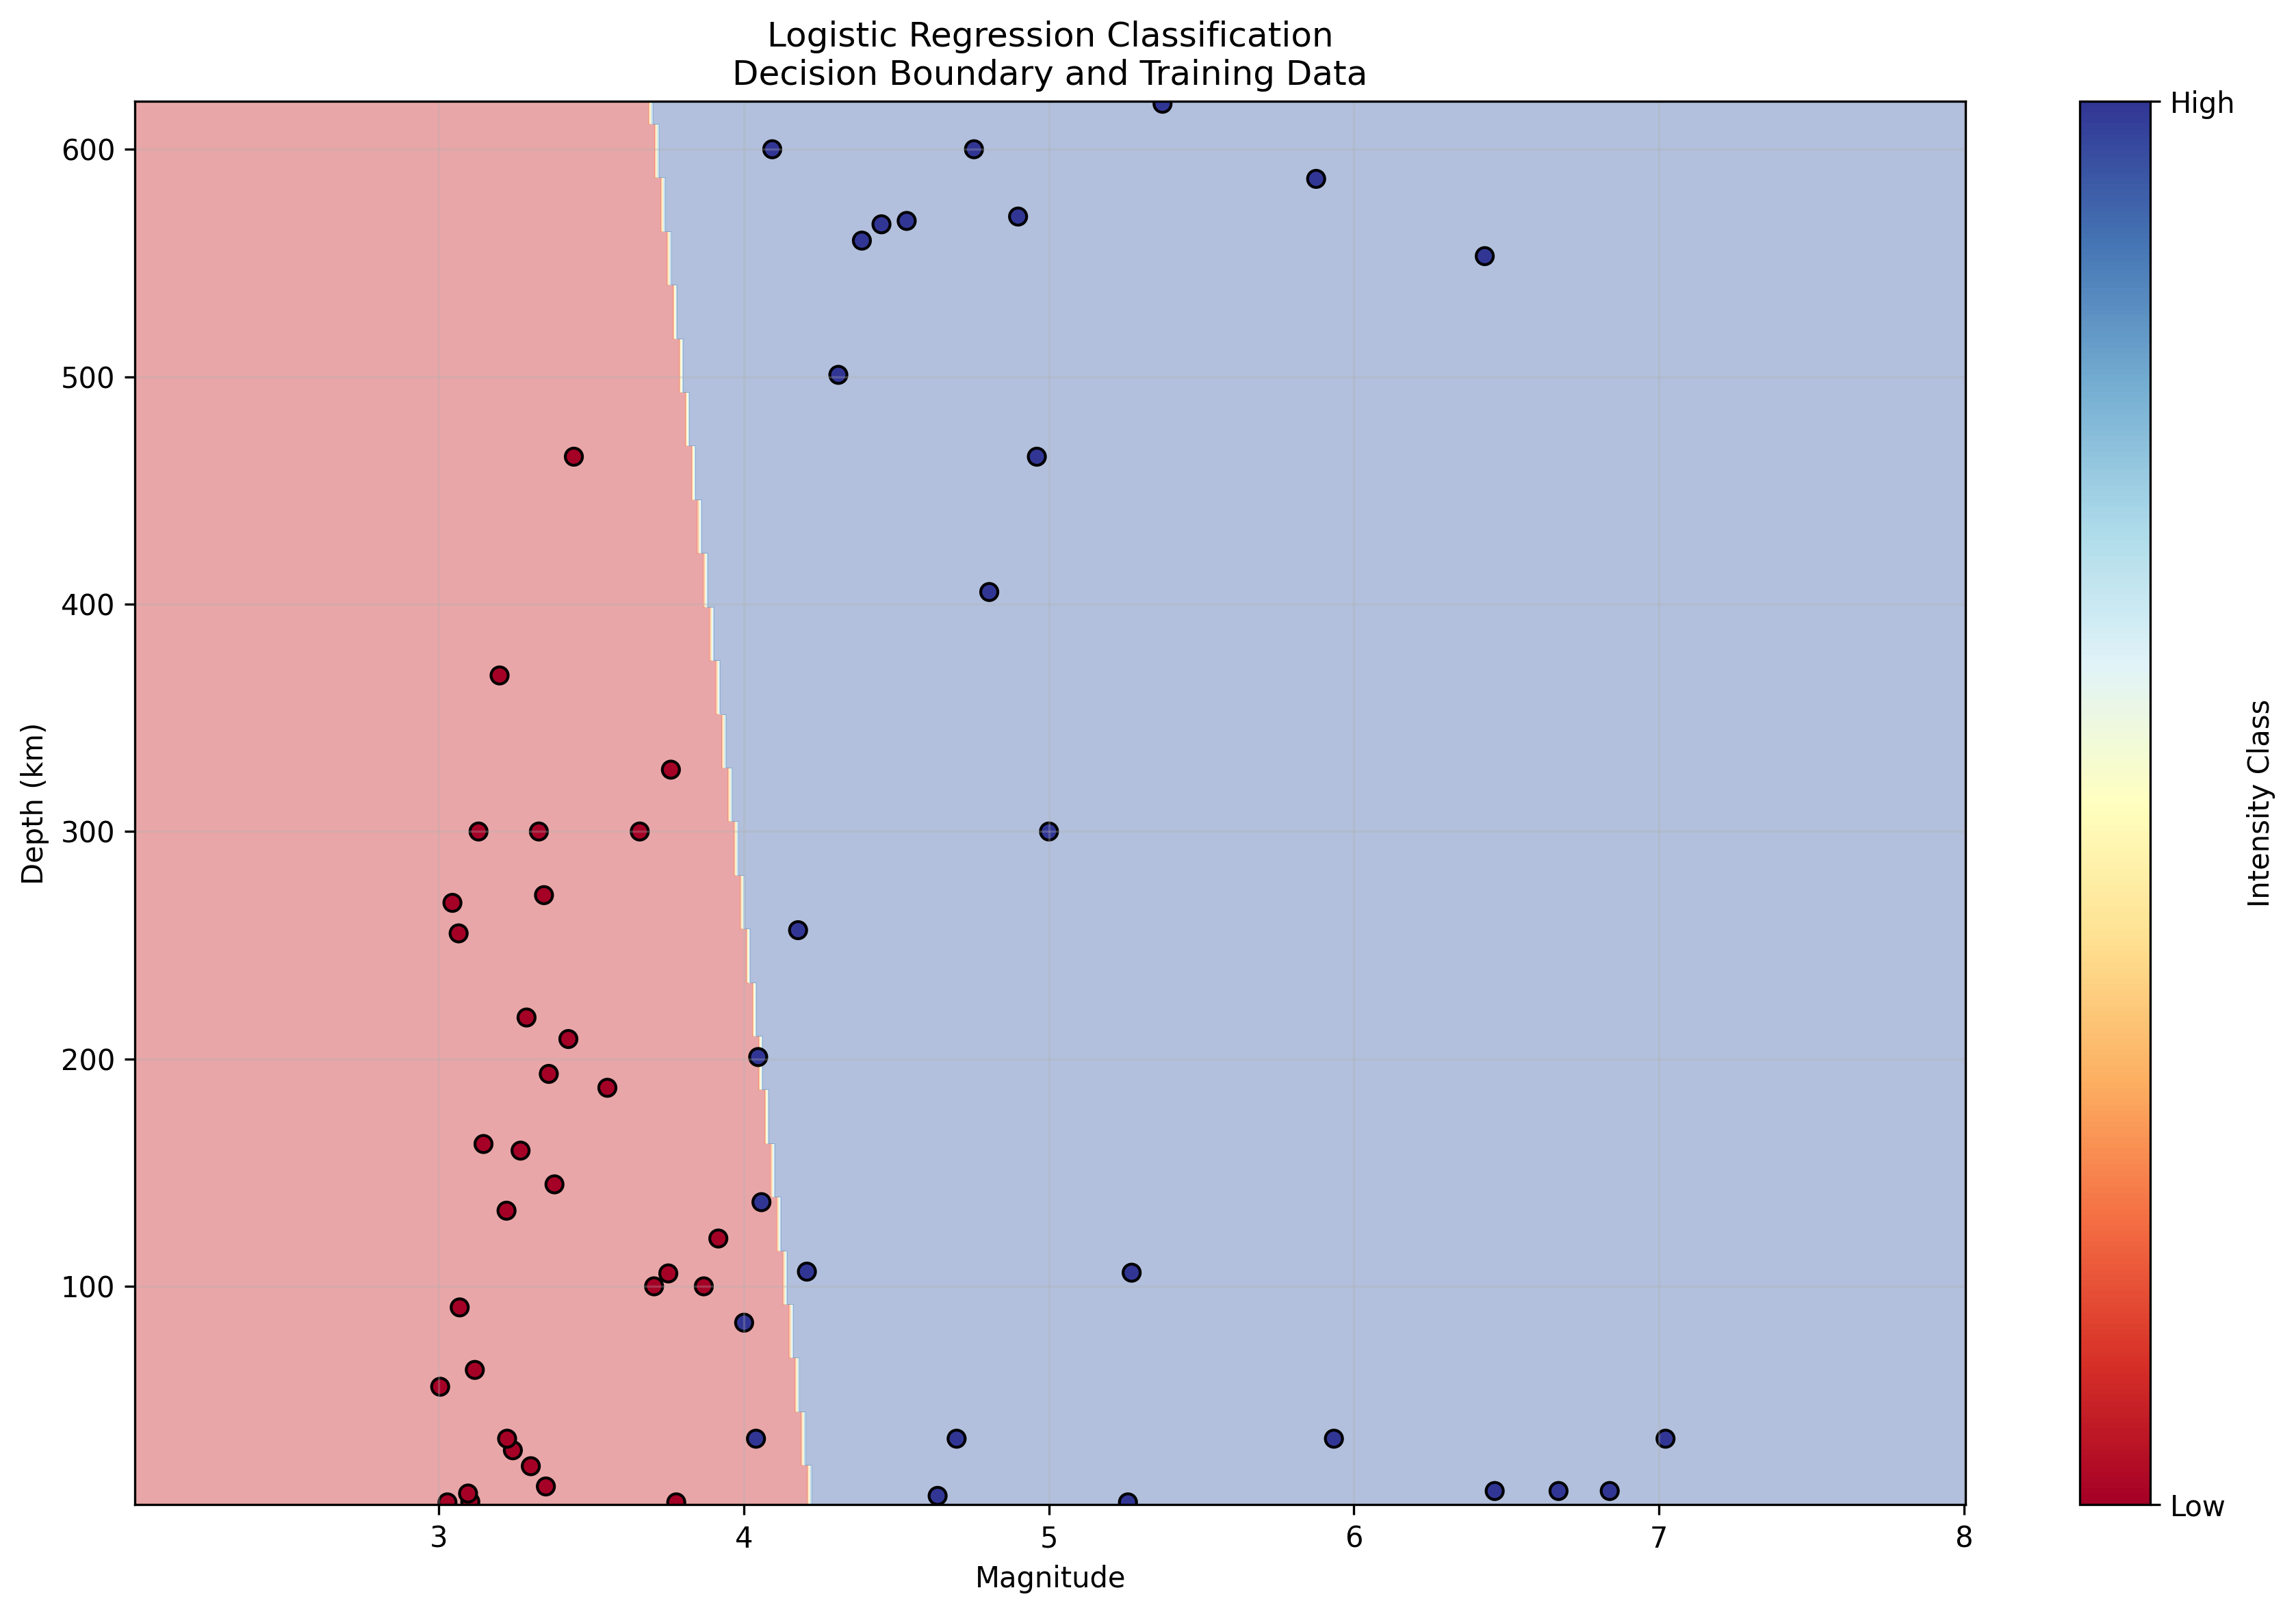 Logistic Regression Classification
Decision Boundary and Training Data
High
600
500
400
300
200
100
Depth (km)
Intensity Class
Low
3 4 5 6 7 8
Magnitude